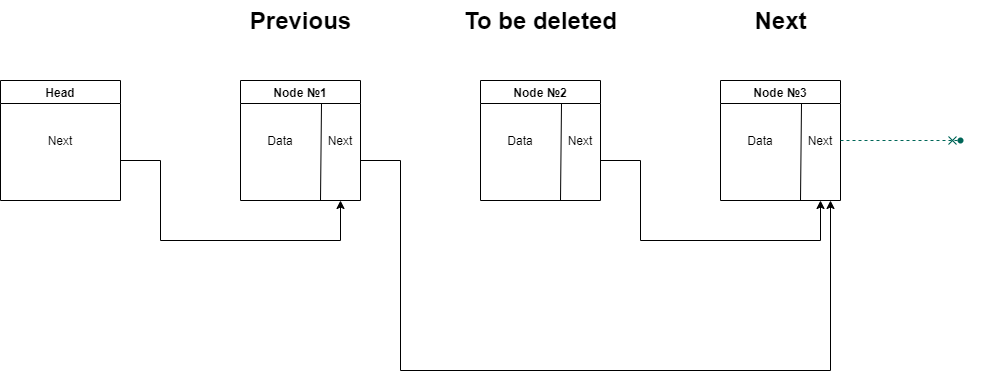 Previous
To be deleted
Next
Head
Node №1
Node №2
Node №3
Next
Data
Next
Data
Next
Data
Next